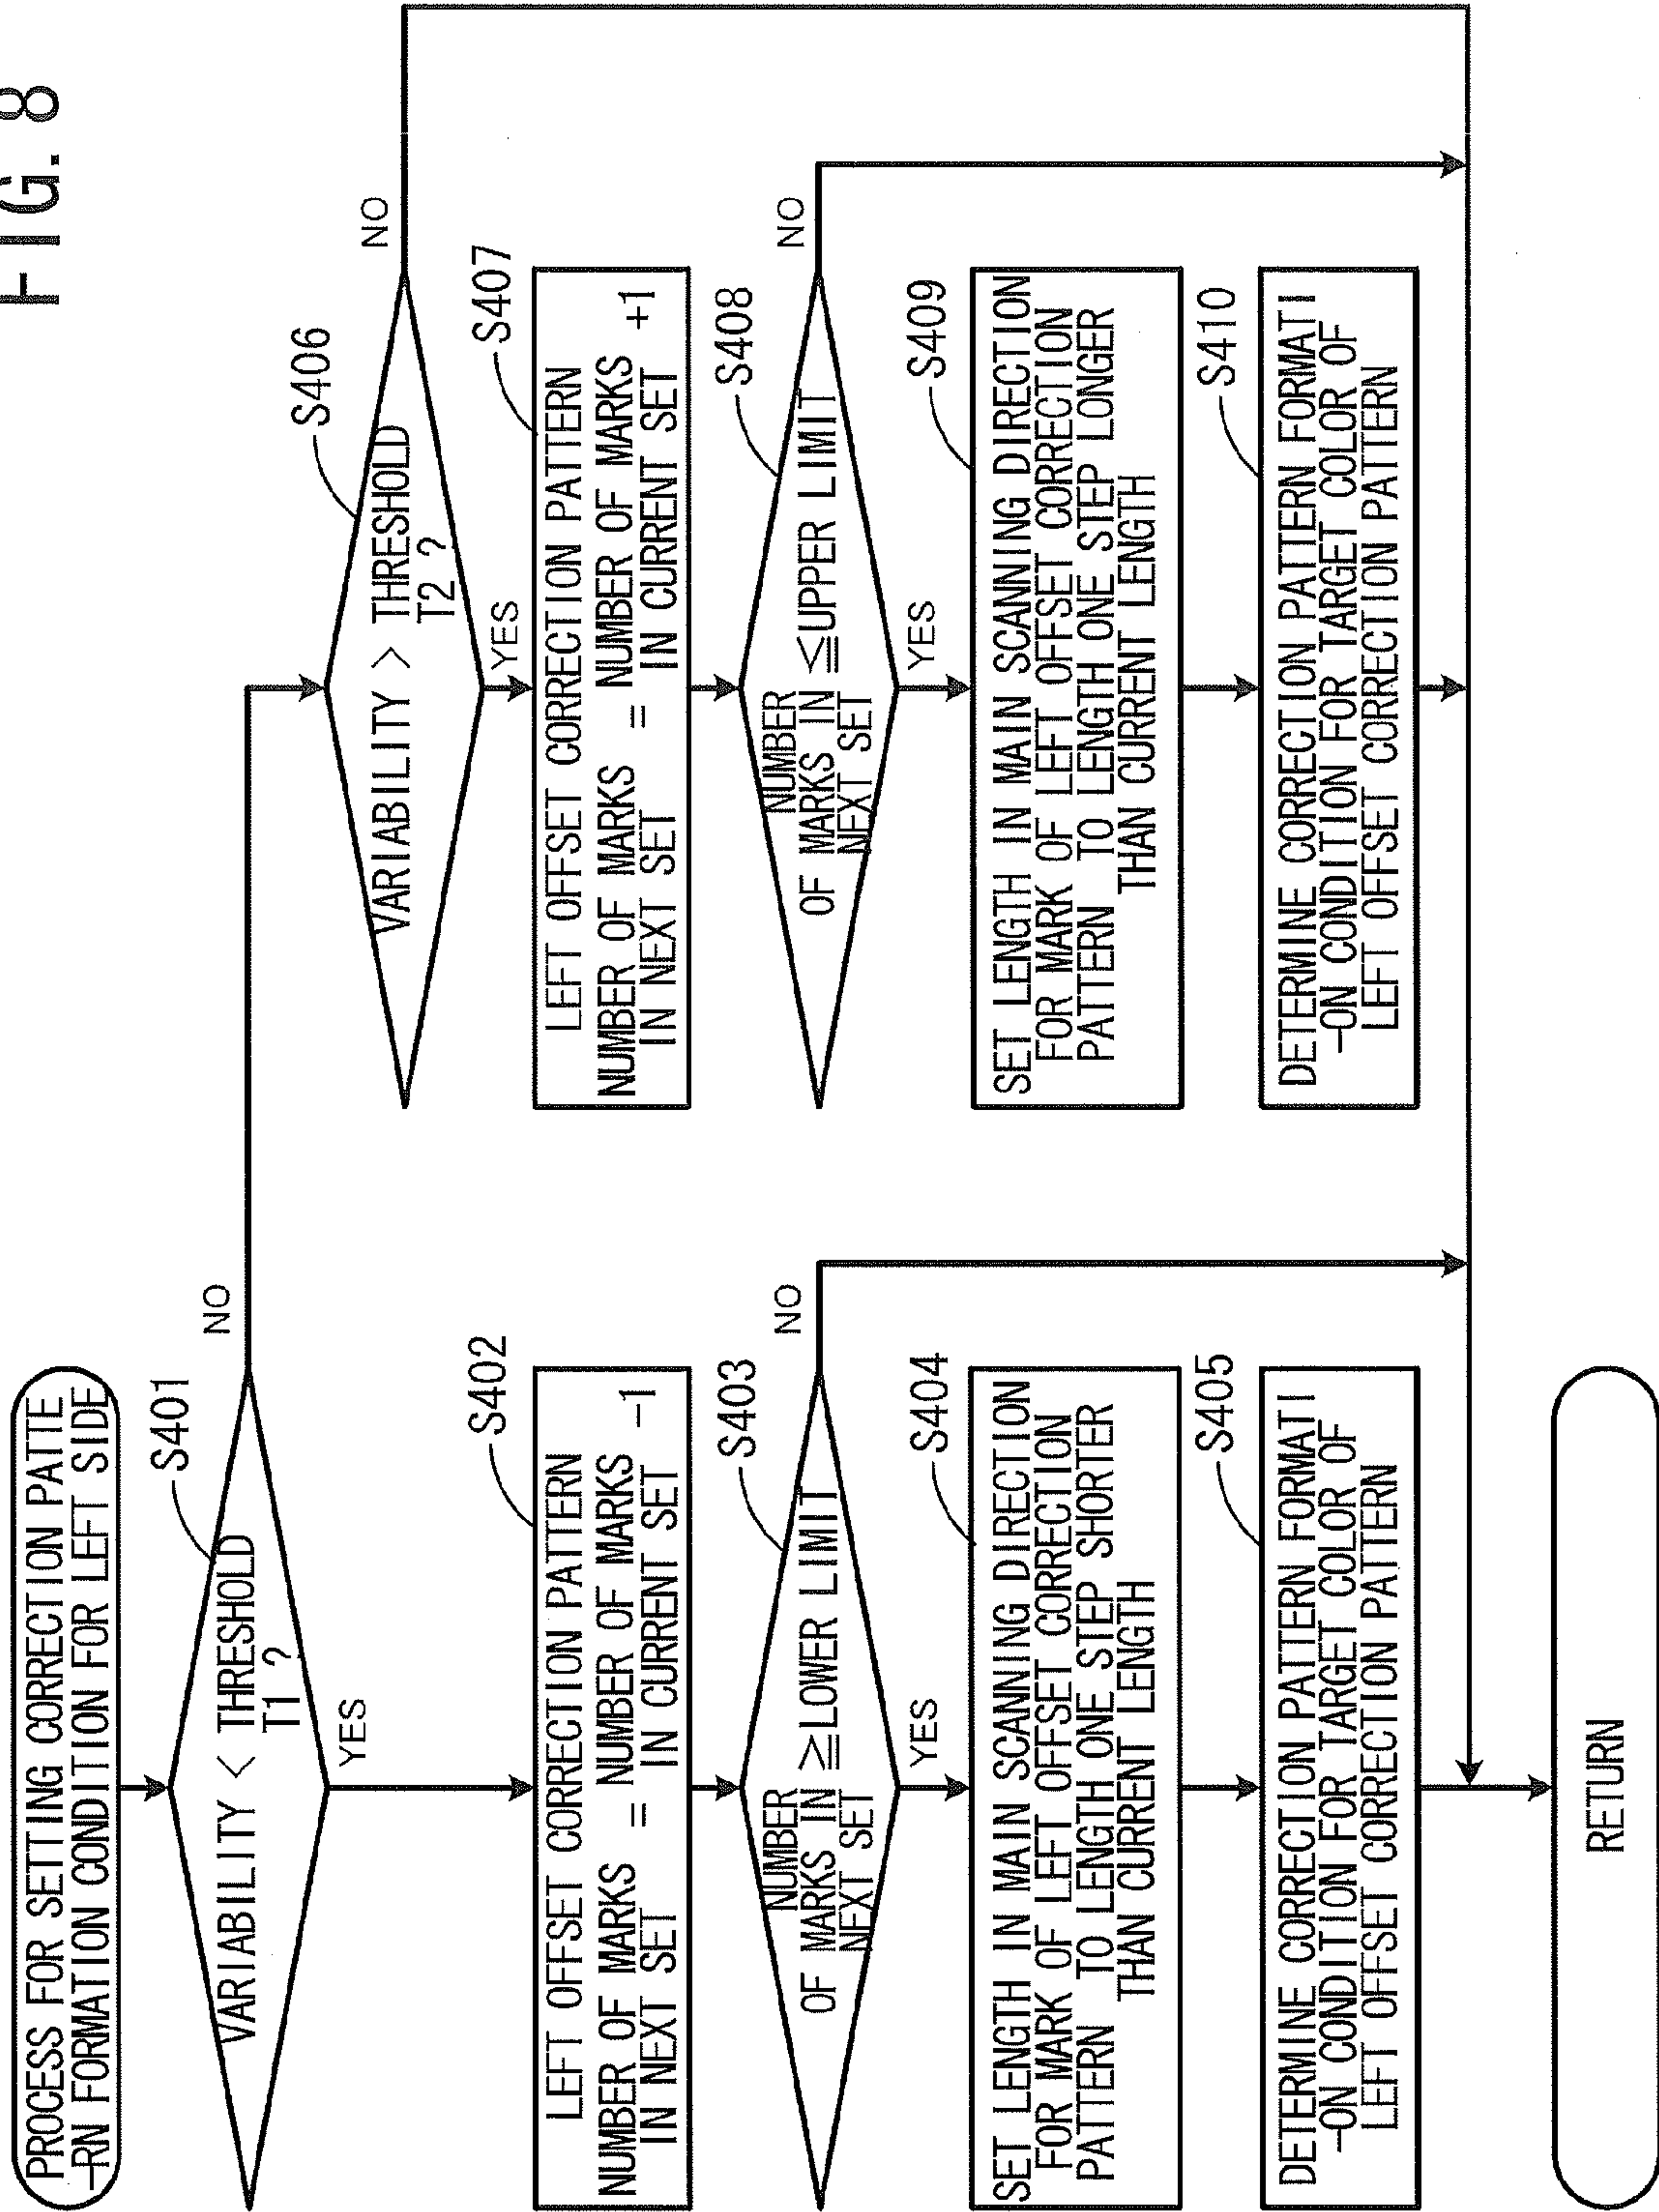 FIG. 8
PROCESS FOR SETTING CORRECTION PATTE
-RN FORMATION CONDITION FOR LEFT SIDE
S401
VARIABILITY < THRESHOLD
T1 ?
NO
YES
S402
LEFT OFFSET CORRECTION PATTERN
NUMBER OF MARKS = NUMBER OF MARKS -1
IN NEXT SET IN CURRENT SET
S403
NUMBER
OF MARKS IN ≧LOWER LIMIT
NEXT SET
NO
YES
S404
SET LENGTH IN MAIN SCANNING DIRECTION
FOR MARK OF LEFT OFFSET CORRECTION
PATTERN TO LENGTH ONE STEP SHORTER
THAN CURRENT LENGTH
S405
DETERMINE CORRECTION PATTERN FORMATI
-ON CONDITION FOR TARGET COLOR OF
LEFT OFFSET CORRECTION PATTERN
S406
VARIABILITY > THRESHOLD
T2 ?
NO
YES
S407
LEFT OFFSET CORRECTION PATTERN
NUMBER OF MARKS = NUMBER OF MARKS +1
IN NEXT SET IN CURRENT SET
S408
NUMBER
OF MARKS IN ≦UPPER LIMIT
NEXT SET
NO
YES
S409
SET LENGTH IN MAIN SCANNING DIRECTION
FOR MARK OF LEFT OFFSET CORRECTION
PATTERN TO LENGTH ONE STEP LONGER
THAN CURRENT LENGTH
S410
DETERMINE CORRECTION PATTERN FORMATI
-ON CONDITION FOR TARGET COLOR OF
LEFT OFFSET CORRECTION PATTERN
RETURN